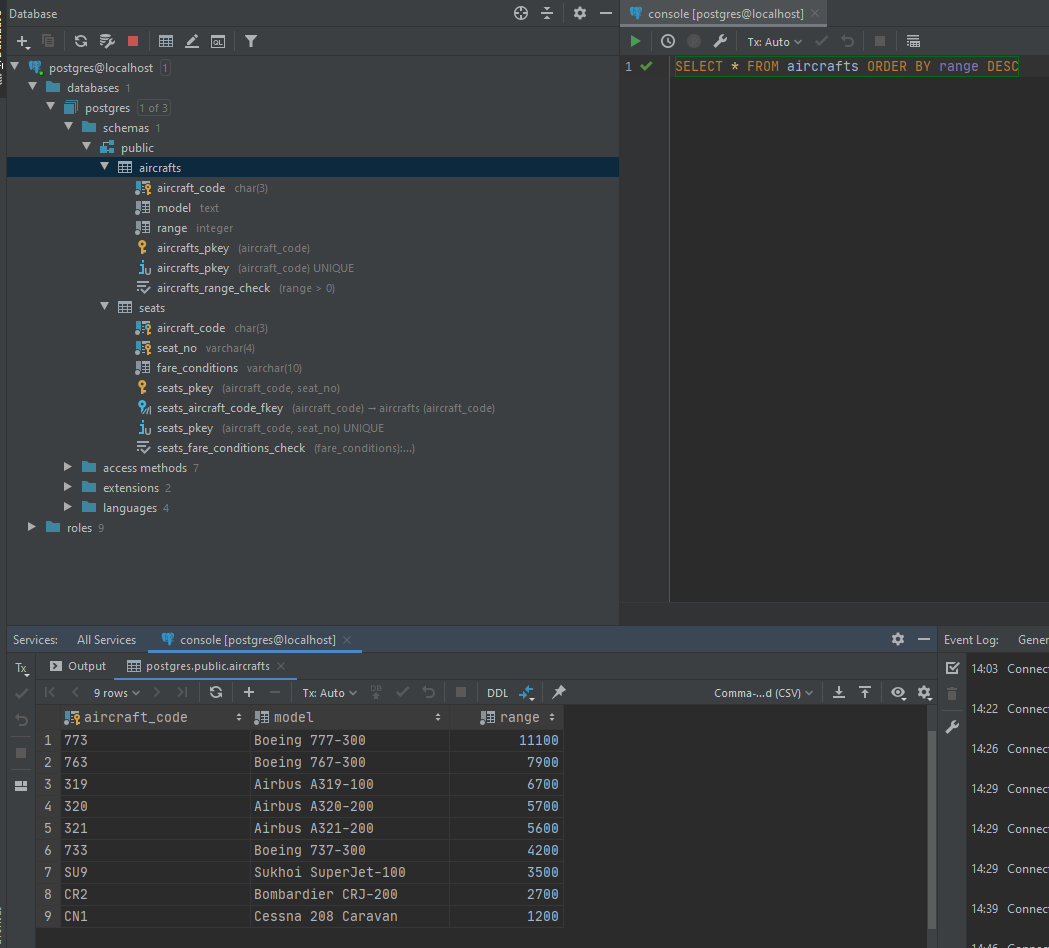 Database
console [postgres@localhost]
Tx: Auto
postgres@localhost 1
databases 1
postgres 1 of 3
schemas 1
public
aircrafts
aircraft_code char(3)
model text
range integer
aircrafts_pkey (aircraft_code)
aircrafts_pkey (aircraft_code) UNIQUE
aircrafts_range_check (range > 0)
seats
aircraft_code char(3)
seat_no varchar(4)
fare_conditions varchar(10)
seats_pkey (aircraft_code, seat_no)
seats_aircraft_code_fkey (aircraft_code) → aircrafts (aircraft_code)
seats_pkey (aircraft_code, seat_no) UNIQUE
seats_fare_conditions_check (fare_conditions):...)
access methods 7
extensions 2
languages 4
roles 9
1 SELECT * FROM aircrafts ORDER BY range DESC
Services: All Services console [postgres@localhost]
Tx
Output postgres.public.aircrafts
9 rows Tx: Auto DB DDL Comma-...d (CSV)
aircraft_code model range
1 773 Boeing 777-300 11100
2 763 Boeing 767-300 7900
3 319 Airbus A319-100 6700
4 320 Airbus A320-200 5700
5 321 Airbus A321-200 5600
6 733 Boeing 737-300 4200
7 SU9 Sukhoi SuperJet-100 3500
8 CR2 Bombardier CRJ-200 2700
9 CN1 Cessna 208 Caravan 1200
Event Log: Gener
14:03 Connect
14:22 Connec
14:26 Connec
14:29 Connec
14:29 Connec
14:29 Connec
14:39 Connec